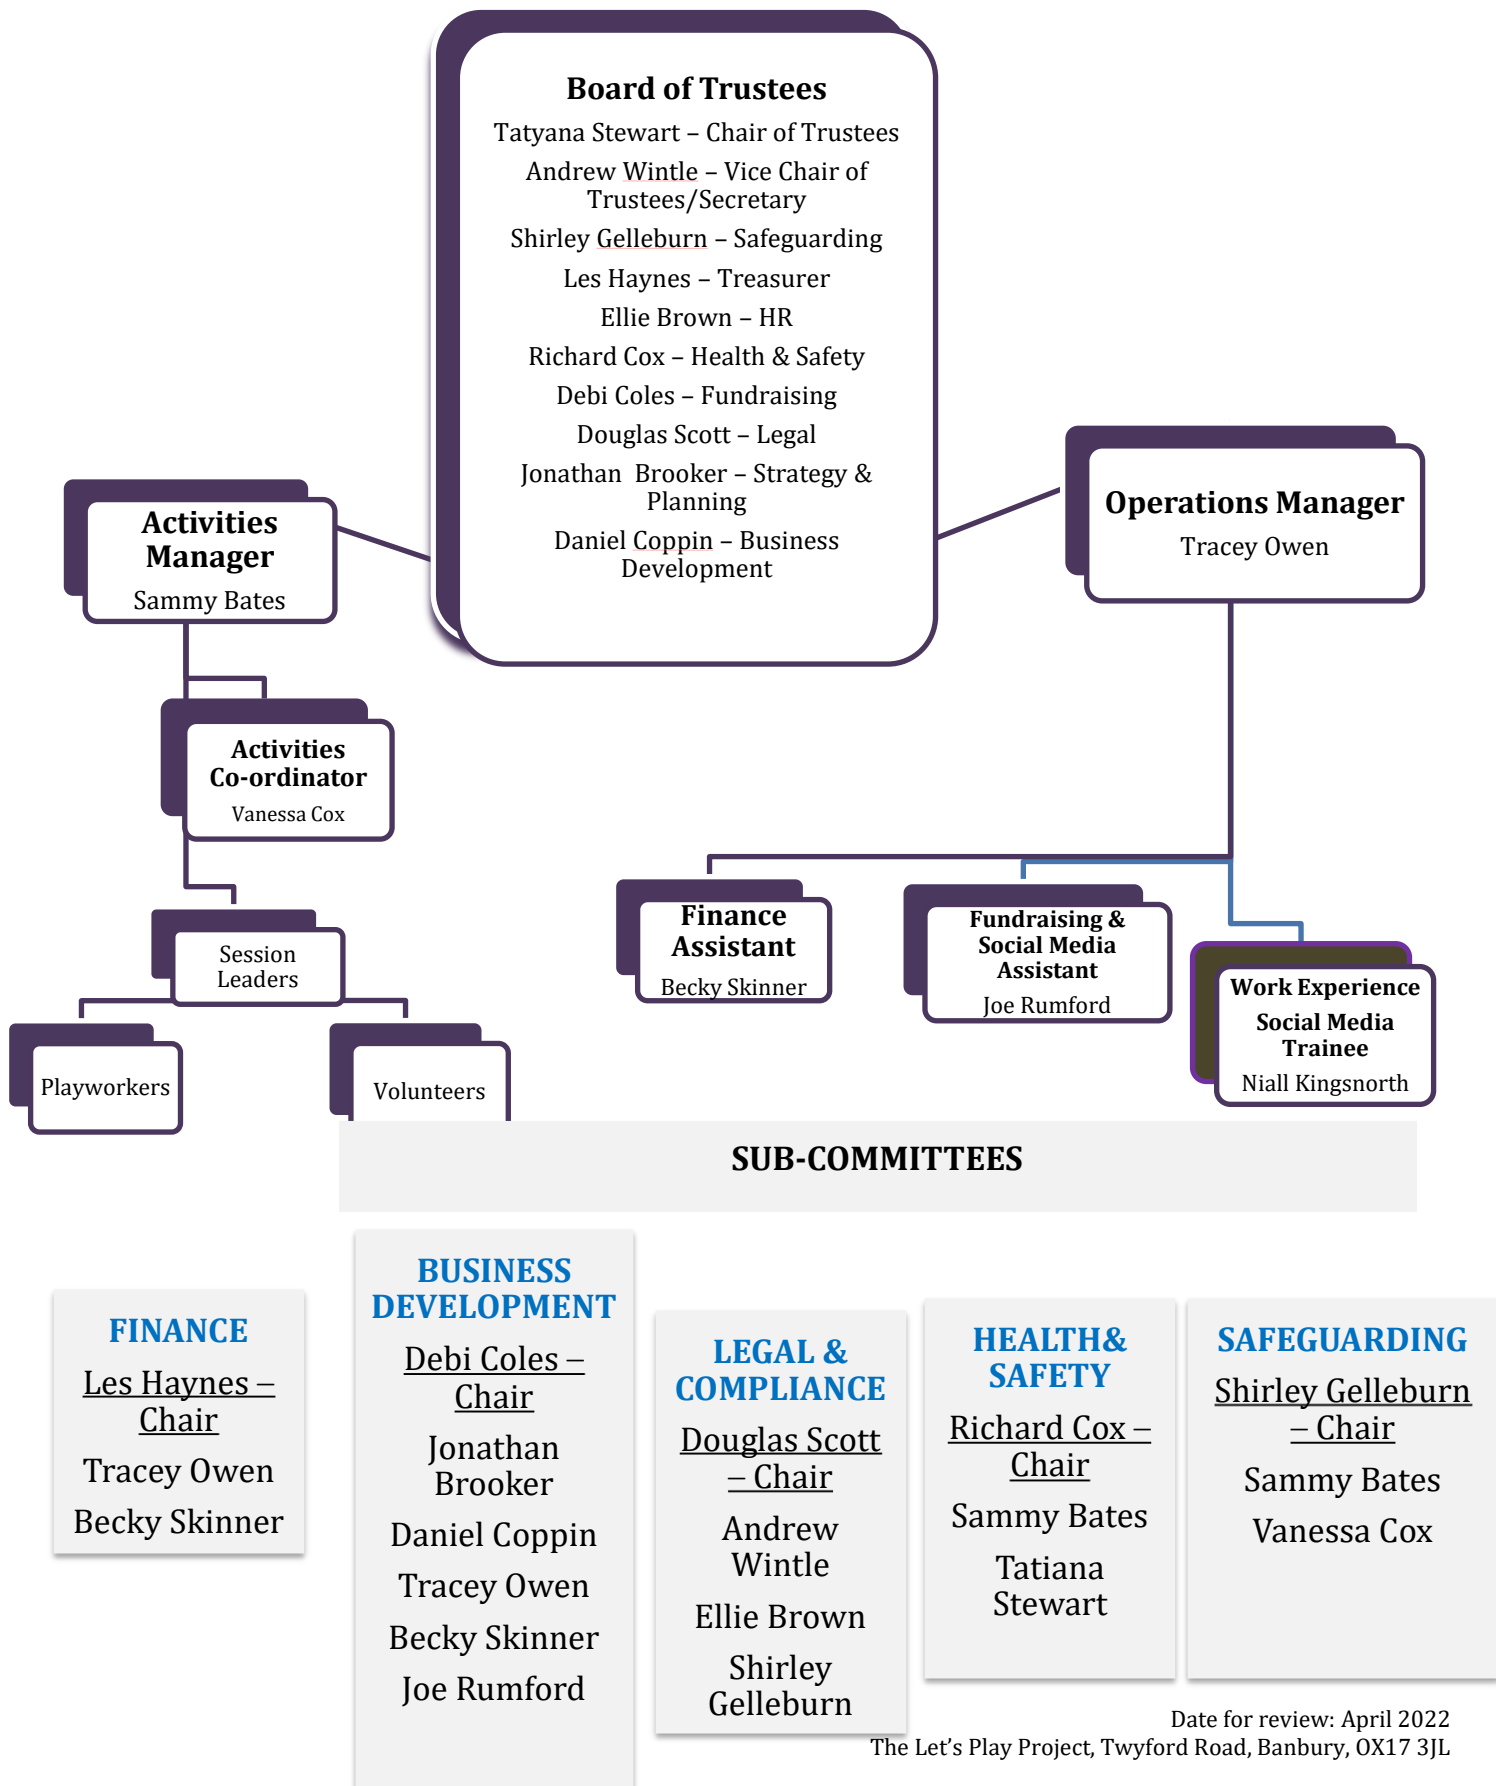 Board of Trustees
Tatyana Stewart – Chair of Trustees
Andrew Wintle – Vice Chair of
Trustees/Secretary
Shirley Gelleburn – Safeguarding
Les Haynes – Treasurer
Ellie Brown – HR
Richard Cox – Health & Safety
Debi Coles – Fundraising
Douglas Scott – Legal
Jonathan  Brooker – Strategy &
Planning
Daniel Coppin – Business
Development
Activities
Manager
Sammy Bates
Operations Manager
Tracey Owen
Activities
Co-ordinator
Vanessa Cox
Session
Leaders
Playworkers
Volunteers
Finance
Assistant
Becky Skinner
Fundraising &
Social Media
Assistant
Joe Rumford
Work Experience
Social Media
Trainee
Niall Kingsnorth
SUB-COMMITTEES
FINANCE
Les Haynes –
Chair
Tracey Owen
Becky Skinner
BUSINESS
DEVELOPMENT
Debi Coles –
Chair
Jonathan
Brooker
Daniel Coppin
Tracey Owen
Becky Skinner
Joe Rumford
LEGAL &
COMPLIANCE
Douglas Scott
– Chair
Andrew
Wintle
Ellie Brown
Shirley
Gelleburn
HEALTH&
SAFETY
Richard Cox –
Chair
Sammy Bates
Tatiana
Stewart
SAFEGUARDING
Shirley Gelleburn
– Chair
Sammy Bates
Vanessa Cox
Date for review: April 2022
The Let's Play Project, Twyford Road, Banbury, OX17 3JL